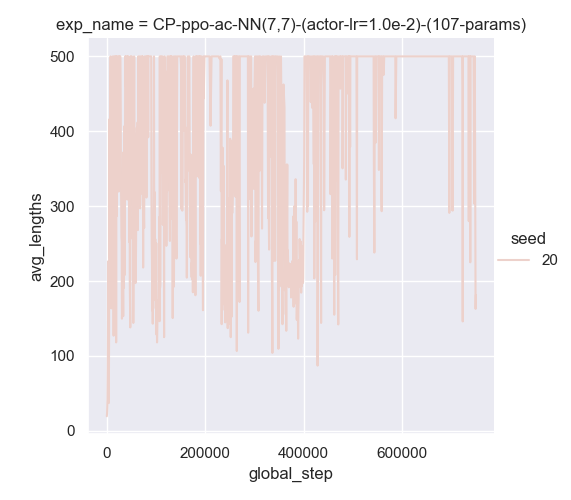 exp_name = CP-ppo-ac-NN(7,7)-(actor-lr=1.0e-2)-(107-params)
500
400
300
200
100
0
avg_lengths
0 200000 400000 600000
global_step
seed
20